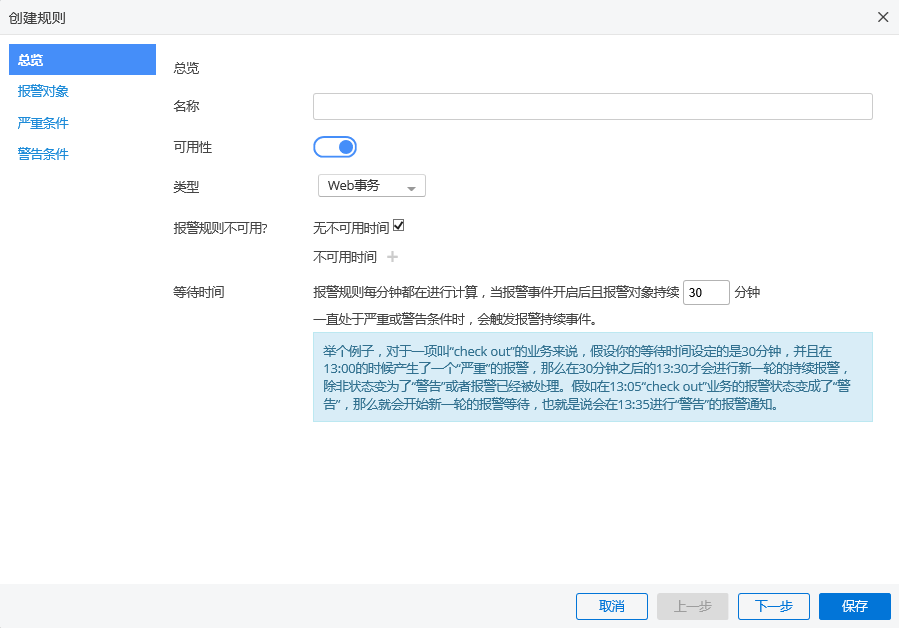 创建规则
总览
报警对象
严重条件
警告条件
总览
名称
可用性
类型
Web事务
报警规则不可用?
无不可用时间
不可用时间
等待时间
报警规则每分钟都在进行计算，当报警事件开启后且报警对象持续 30 分钟
一直处于严重或警告条件时，会触发报警持续事件。
举个例子，对于一项叫“check out”的业务来说，假设你的等待时间设定的是30分钟，并且在
13:00的时候产生了一个“严重”的报警，那么在30分钟之后的13:30才会进行新一轮的持续报警，
除非状态变为了“警告”或者报警已经被处理。假如在13:05“check out”业务的报警状态变成了“警
告”，那么就会开始新一轮的报警等待，也就是说会在13:35进行“警告”的报警通知。
取消
上一步
下一步
保存